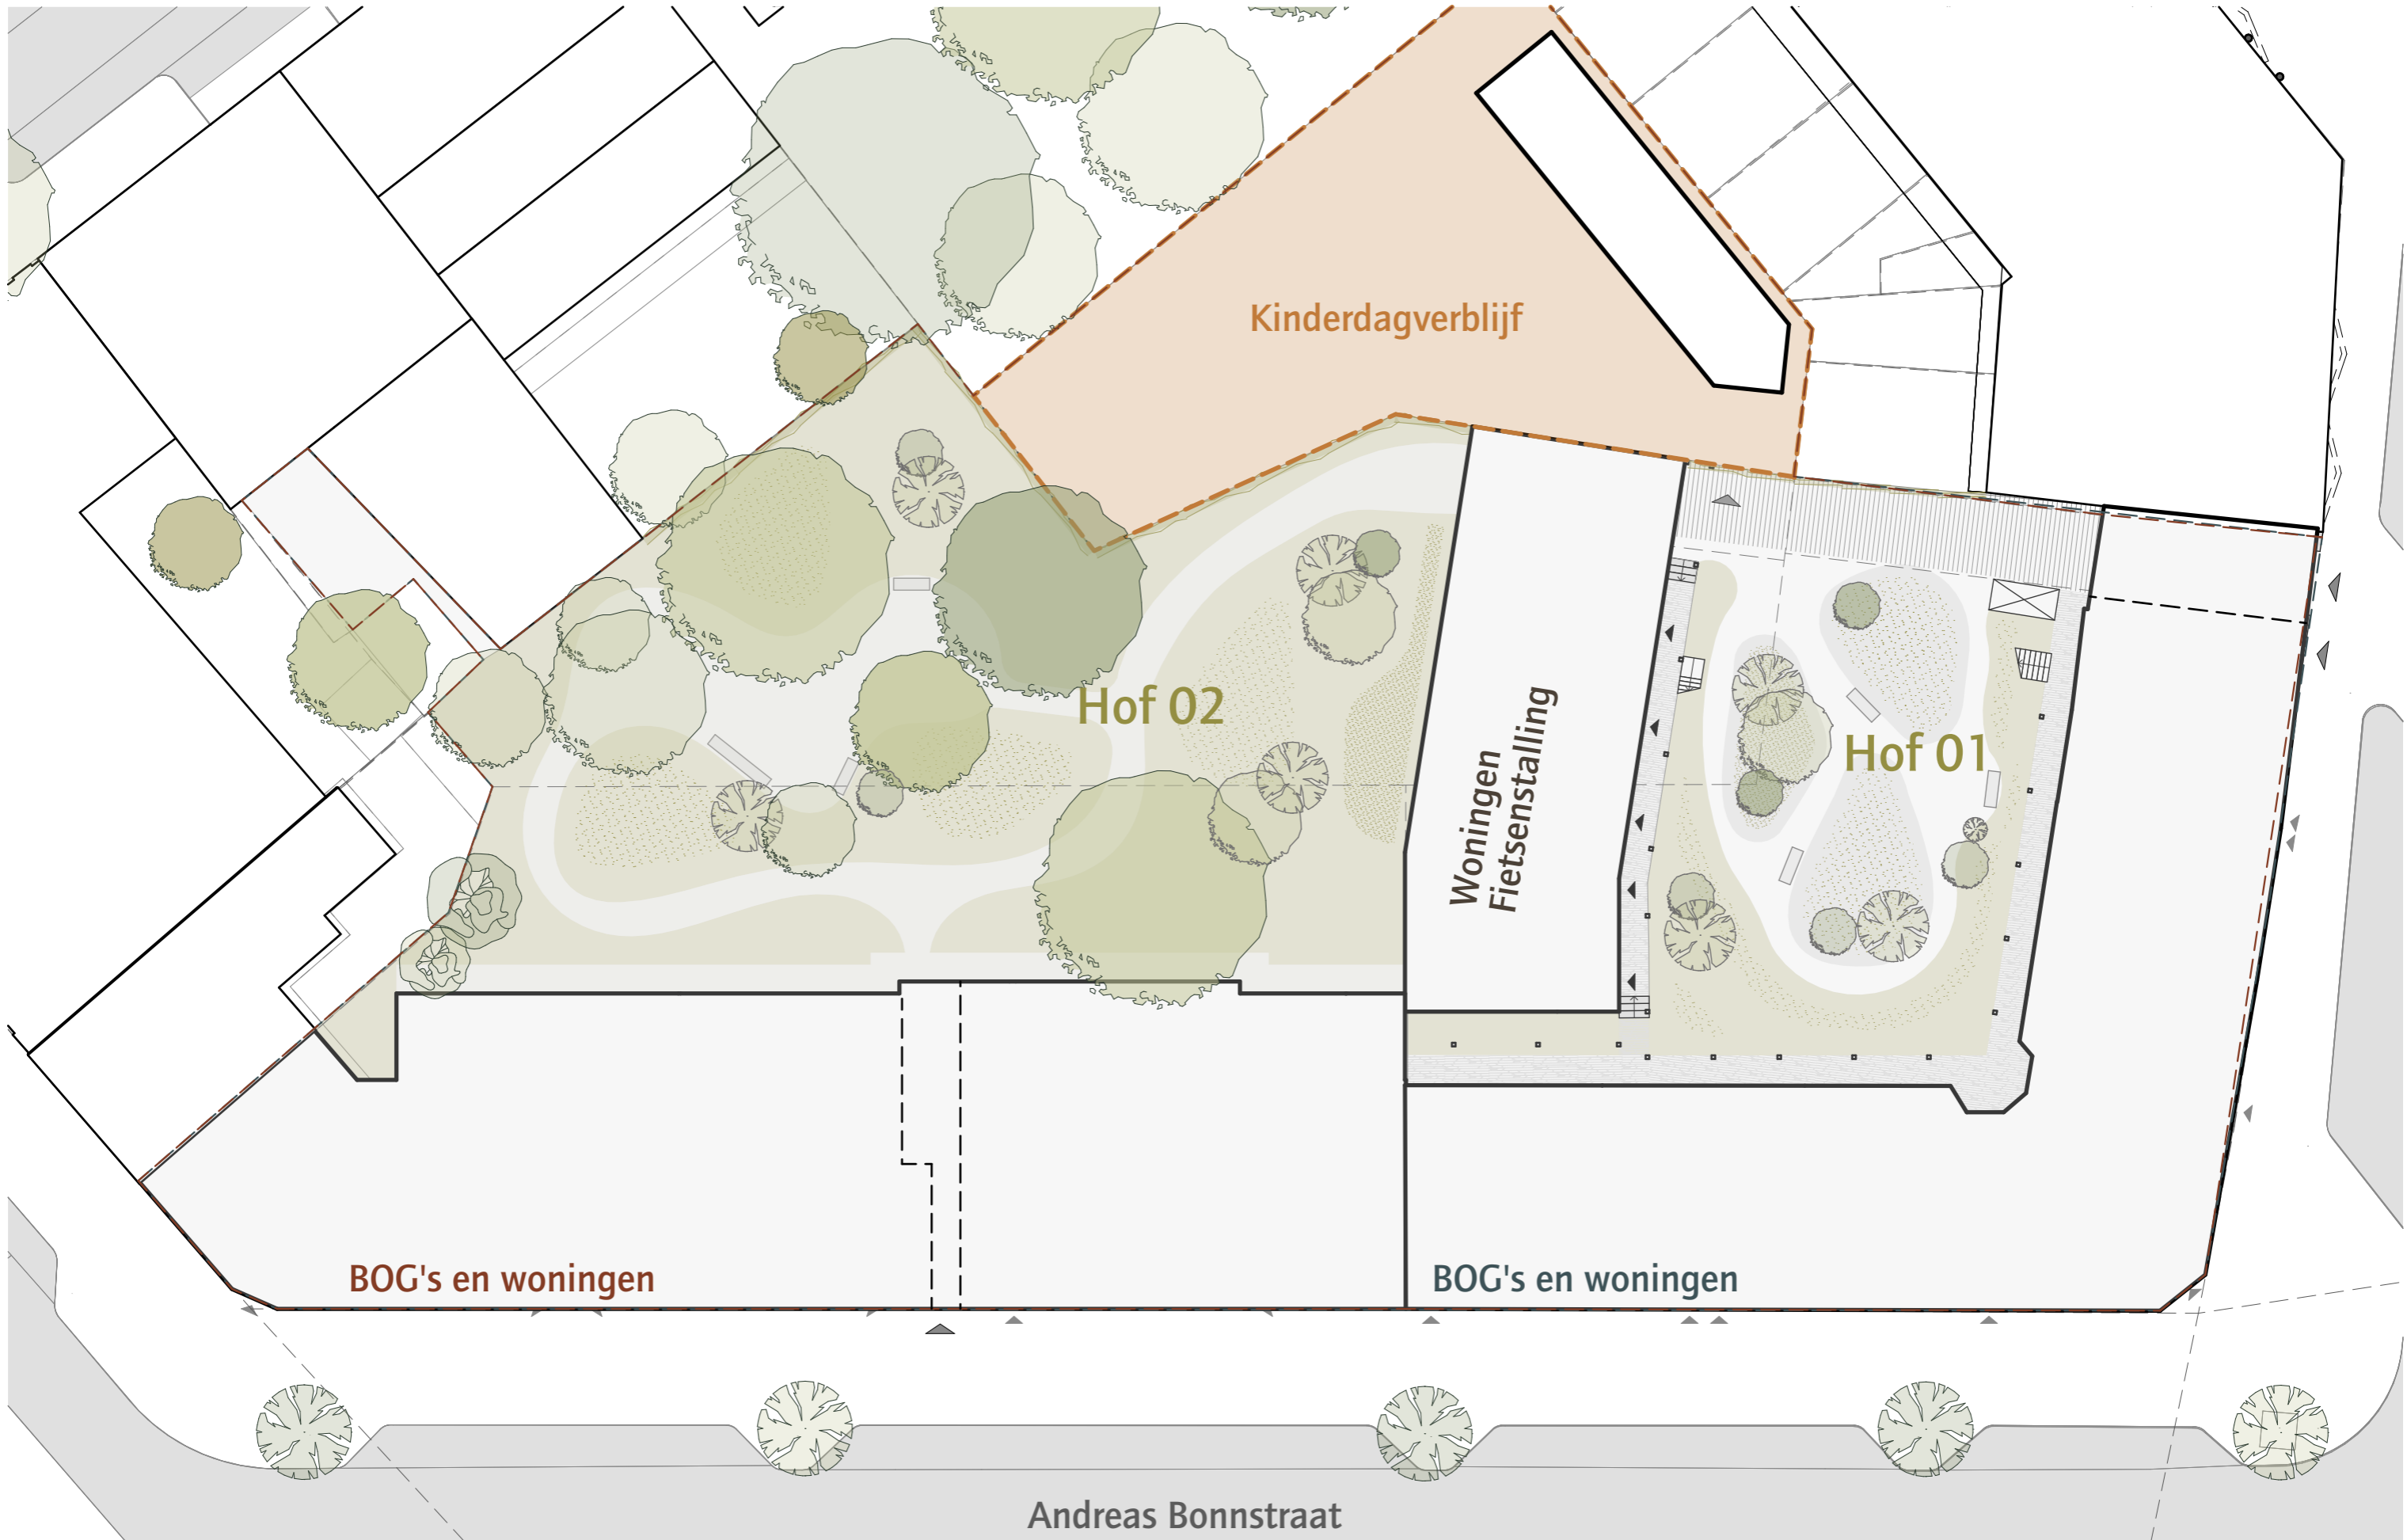 Kinderdagverblijf
Hof 02
Hof 01
Woningen
Fietsenstalling
BOG's en woningen
BOG's en woningen
Andreas Bonnstraat